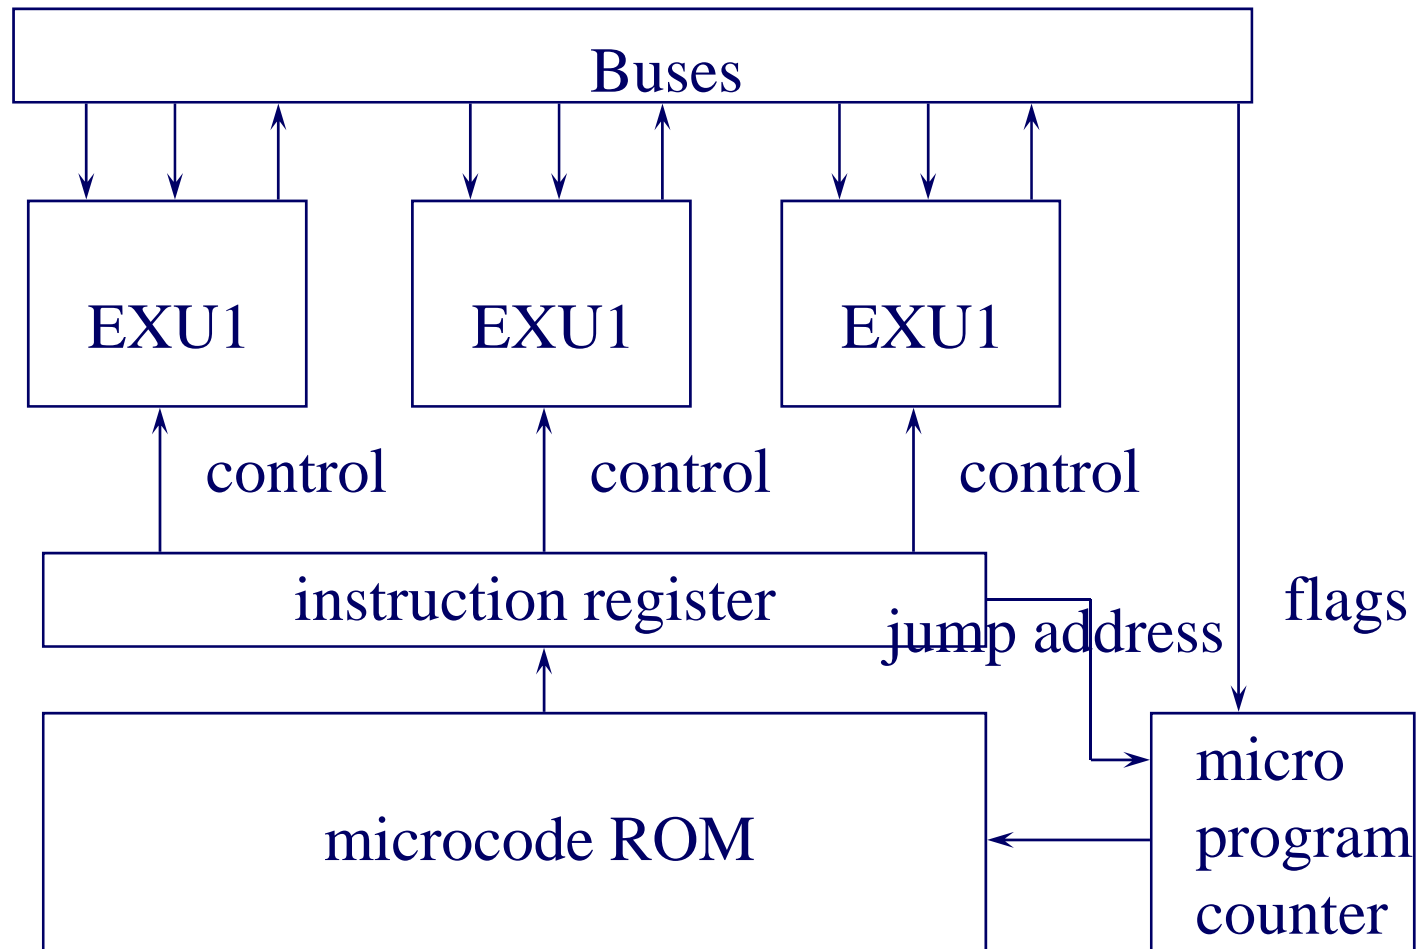 Buses
EXU1
EXU1
EXU1
control
control
control
instruction register
flags
jump address
microcode ROM
micro
program
counter